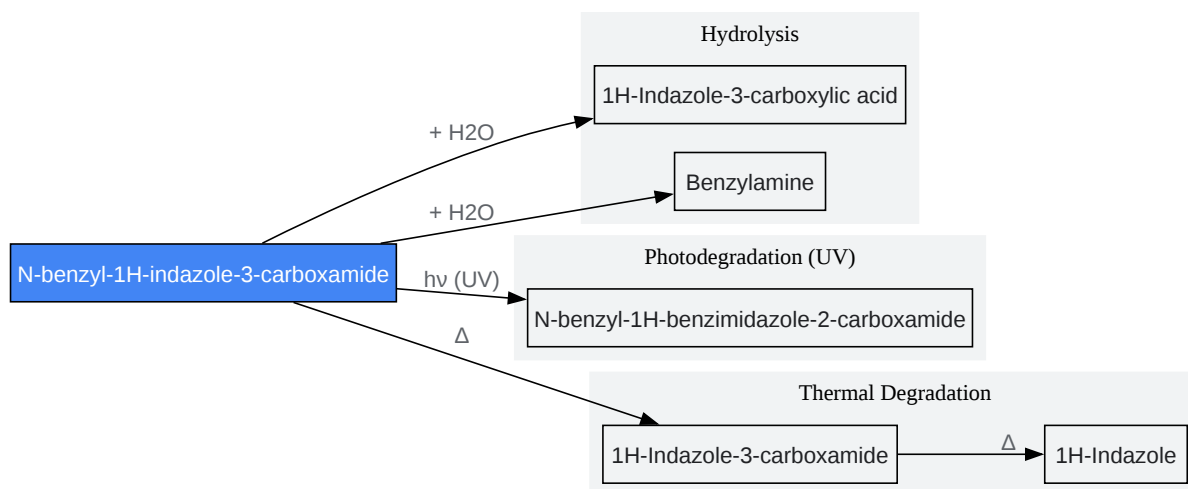 Hydrolysis
1H-Indazole-3-carboxylic acid
+ H2O
Benzylamine
+ H2O
N-benzyl-1H-indazole-3-carboxamide
Photodegradation (UV)
hν (UV)
N-benzyl-1H-benzimidazole-2-carboxamide
Δ
Thermal Degradation
1H-Indazole-3-carboxamide
Δ
1H-Indazole